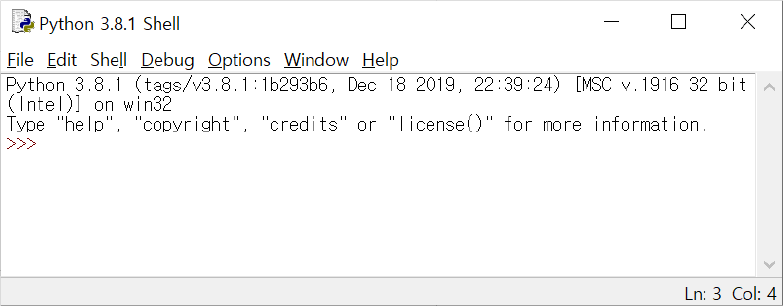 Python 3.8.1 Shell
File Edit Shell Debug Options Window Help
Python 3.8.1 (tags/v3.8.1:1b293b6, Dec 18 2019, 22:39:24) [MSC v.1916 32 bit
(Intel)] on win32
Type "help", "copyright", "credits" or "license()" for more information.
>>>
Ln: 3 Col: 4